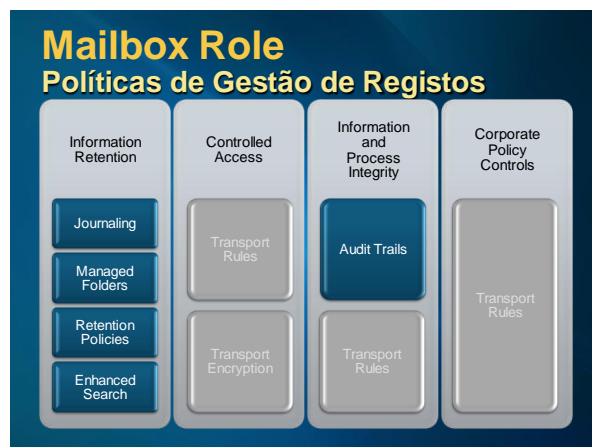 Mailbox Role
Políticas de Gestão de Registos
Information
Retention
Journaling
Managed
Folders
Retention
Policies
Enhanced
Search
Controlled
Access
Transport
Rules
Transport
Encryption
Information
and
Process
Integrity
Audit Trails
Transport
Rules
Corporate
Policy
Controls
Transport
Rules